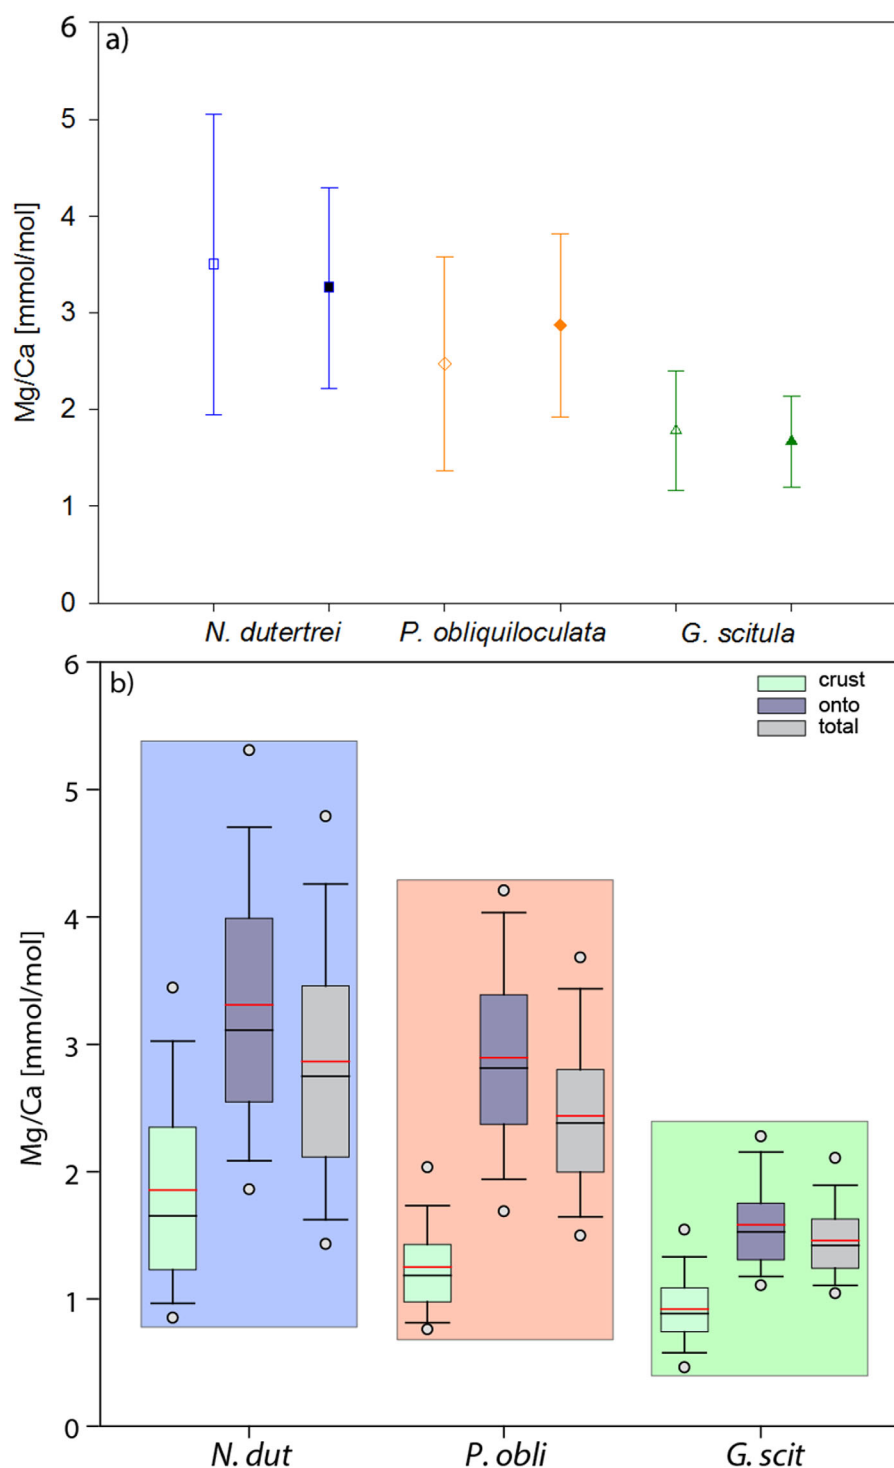 a)
6
5
4
3
2
1
0
Mg/Ca [mmol/mol]
N. dutertrei P. obliquiloculata G. scitula
b)
crust
onto
total
6
5
4
3
2
1
0
Mg/Ca [mmol/mol]
N. dut P. obli G. scit